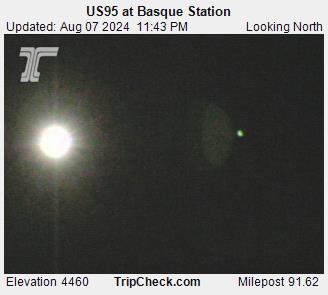 US95 at Basque Station
Updated: Aug 07 2024 11:43 PM Looking North
Elevation 4460 TripCheck.com Milepost 91.62